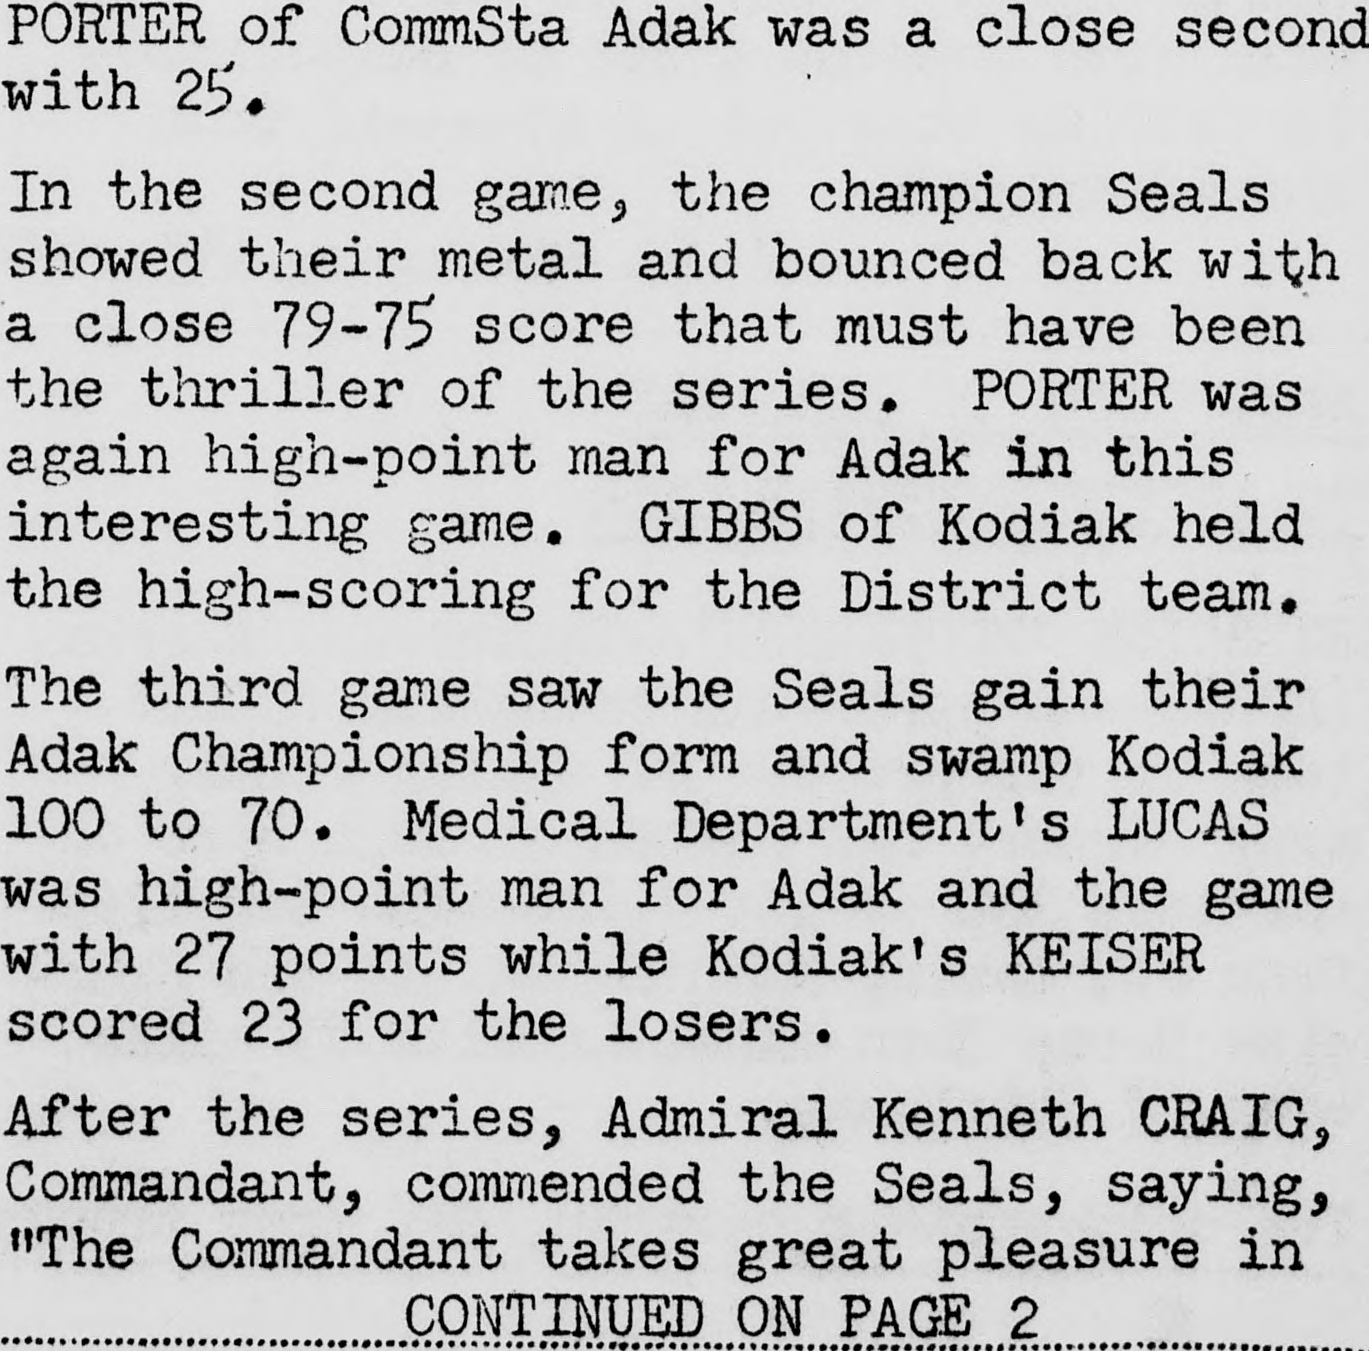 PORTER of CommSta Adak was a close second
with 25.
In the second game, the champion Seals
showed their metal and bounced back with
a close 79-75 score that must have been
the thriller of the series. PORTER was
again high-point man for Adak in this
interesting game. GIBBS of Kodiak held
the high-scoring for the District team.
The third game saw the Seals gain their
Adak Championship form and swamp Kodiak
100 to 70. Medical Department's LUCAS
was high-point man for Adak and the game
with 27 points while Kodiak's KEISER
scored 23 for the losers.
After the series, Admiral Kenneth CRAIG,
Commandant, commended the Seals, saying,
"The Commandant takes great pleasure in
CONTINUED ON PAGE 2